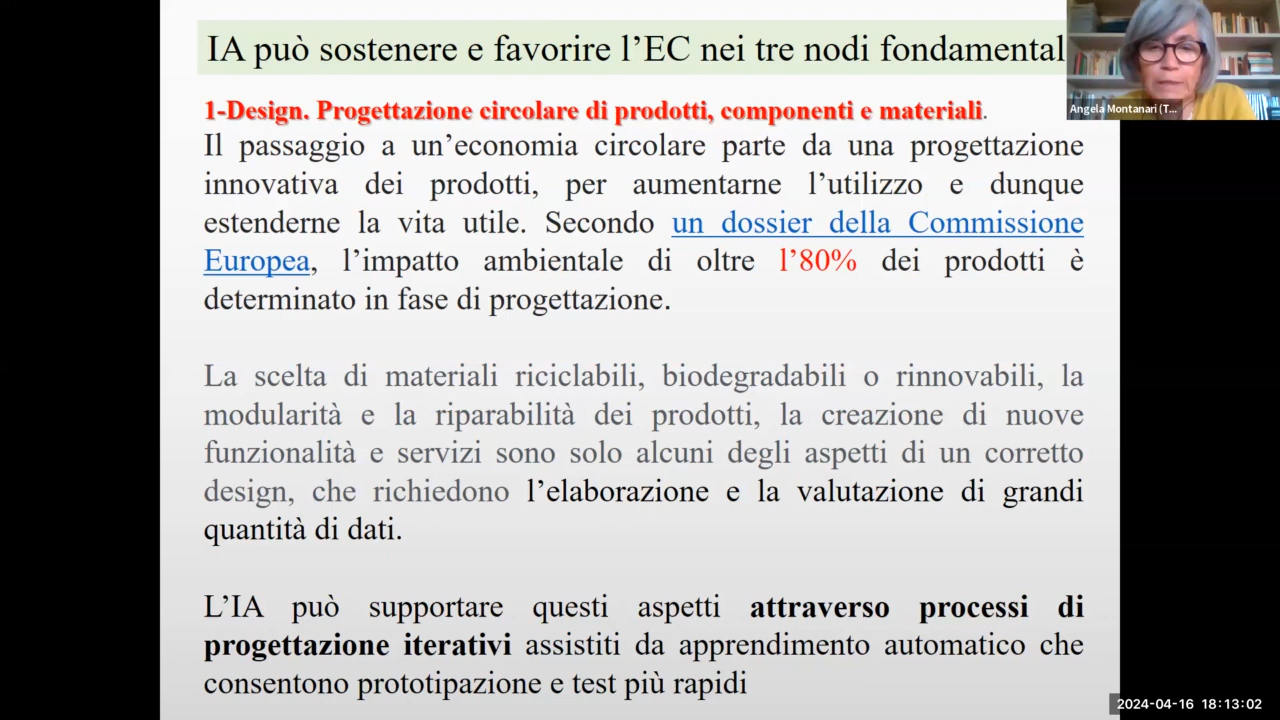 IA può sostenere e favorire l’EC nei tre nodi fondamental
1-Design. Progettazione circolare di prodotti, componenti e materiali.
Il passaggio a un’economia circolare parte da una progettazione
innovativa dei prodotti, per aumentarne l’utilizzo e dunque
estenderne la vita utile. Secondo un dossier della Commissione
Europea, l’impatto ambientale di oltre l’80% dei prodotti è
determinato in fase di progettazione.
La scelta di materiali riciclabili, biodegradabili o rinnovabili, la
modularità e la riparabilità dei prodotti, la creazione di nuove
funzionalità e servizi sono solo alcuni degli aspetti di un corretto
design, che richiedono l’elaborazione e la valutazione di grandi
quantità di dati.
L’IA può supportare questi aspetti attraverso processi di
progettazione iterativi assistiti da apprendimento automatico che
consentono prototipazione e test più rapidi
Angela Montanari (T...
2024-04-16 18:13:02